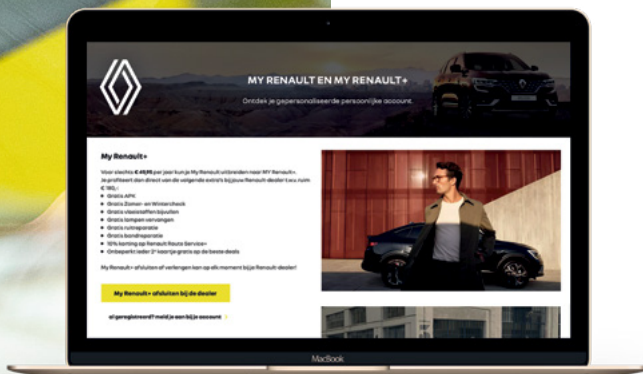 MY RENAULT EN MY RENAULT+
Ontdek je gepersonaliseerde persoonlijke account.
My Renault+
Voor slechts € 49,95 per jaar kun je My Renault uitbreiden naar MY Renault+.
Je profiteert dan direct van de volgende extra's bij jouw Renault dealer t.w.v. ruim
€ 180,-:
Gratis APK
Gratis Zomer- en Wintercheck
Gratis vloeistoffen bijvullen
Gratis lampen vervangen
Gratis ruitreparatie
Gratis bandreparatie
10% korting op Renault Route Service+
Onbeperkt ieder 2e kaartje gratis op de beste deals
My Renault+ afsluiten of verlengen kan op elk moment bij je Renault dealer!
My Renault+ afsluiten bij de dealer
al geregistreerd? meld je aan bij je account
MacBook